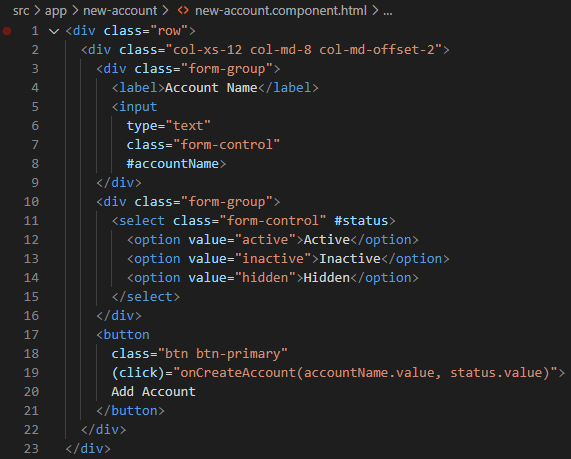 src > app > new-account > <> new-account.component.html > ...
1 <div class="row">
2 <div class="col-xs-12 col-md-8 col-md-offset-2">
3 <div class="form-group">
4 <label>Account Name</label>
5 <input
6 type="text"
7 class="form-control"
8 #accountName>
9 </div>
10 <div class="form-group">
11 <select class="form-control" #status>
12 <option value="active">Active</option>
13 <option value="inactive">Inactive</option>
14 <option value="hidden">Hidden</option>
15 </select>
16 </div>
17 <button
18 class="btn btn-primary"
19 (click)="onCreateAccount(accountName.value, status.value)">
20 Add Account
21 </button>
22 </div>
23 </div>